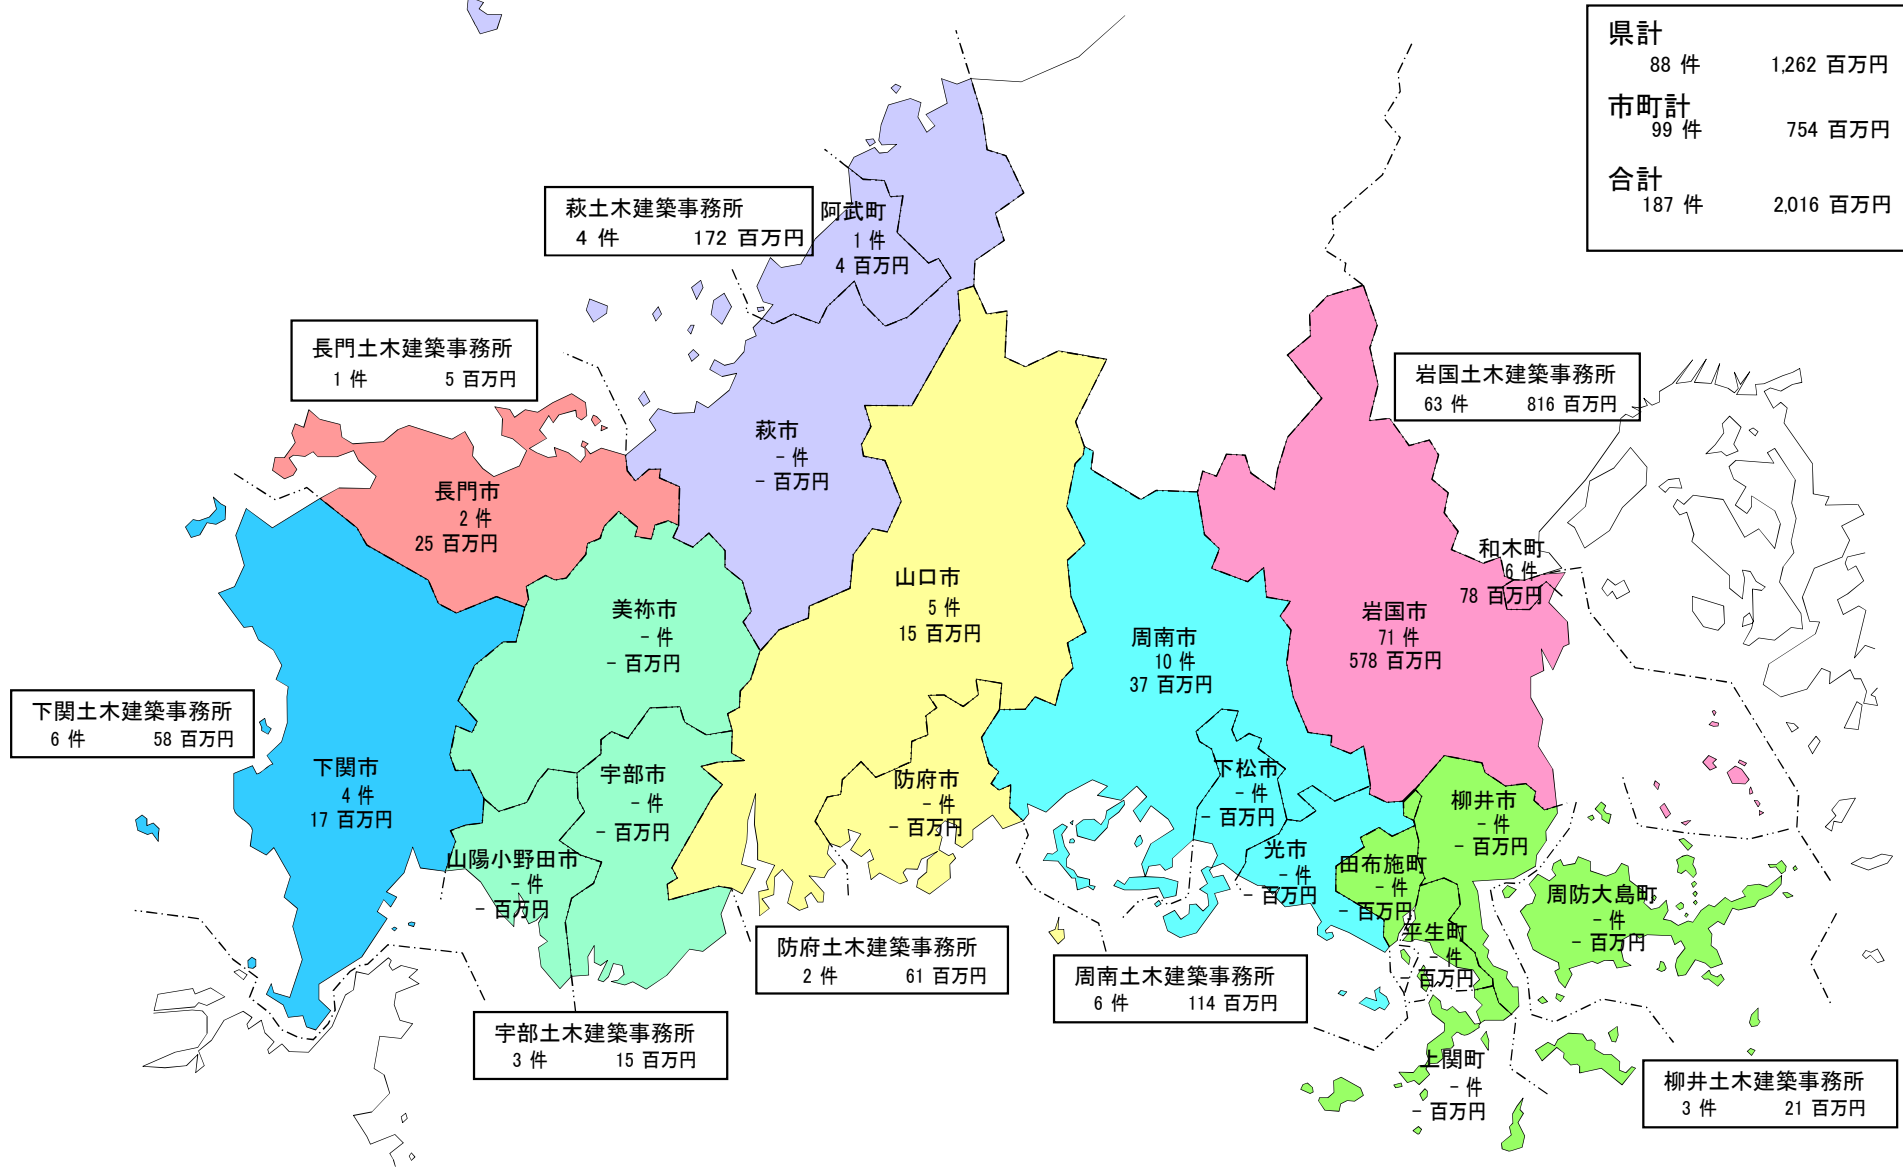 県計
88 件 1,262 百万円
市町計
99 件 754 百万円
合計
187 件 2,016 百万円
萩土木建築事務所
4 件 172 百万円
阿武町
1 件
4 百万円
長門土木建築事務所
1 件 5 百万円
岩国土木建築事務所
63 件 816 百万円
萩市
- 件
- 百万円
長門市
2 件
25 百万円
和木町
6 件
78 百万円
山口市
5 件
15 百万円
美祢市
- 件
- 百万円
岩国市
71 件
578 百万円
周南市
10 件
37 百万円
下関土木建築事務所
6 件 58 百万円
下関市
4 件
17 百万円
宇部市
- 件
- 百万円
防府市
- 件
- 百万円
下松市
- 件
- 百万円
柳井市
- 件
- 百万円
山陽小野田市
- 件
- 百万円
光市
- 件
- 百万円
田布施町
- 件
- 百万円
周防大島町
- 件
- 百万円
平生町
- 件
- 百万円
防府土木建築事務所
2 件 61 百万円
周南土木建築事務所
6 件 114 百万円
宇部土木建築事務所
3 件 15 百万円
上関町
- 件
- 百万円
柳井土木建築事務所
3 件 21 百万円